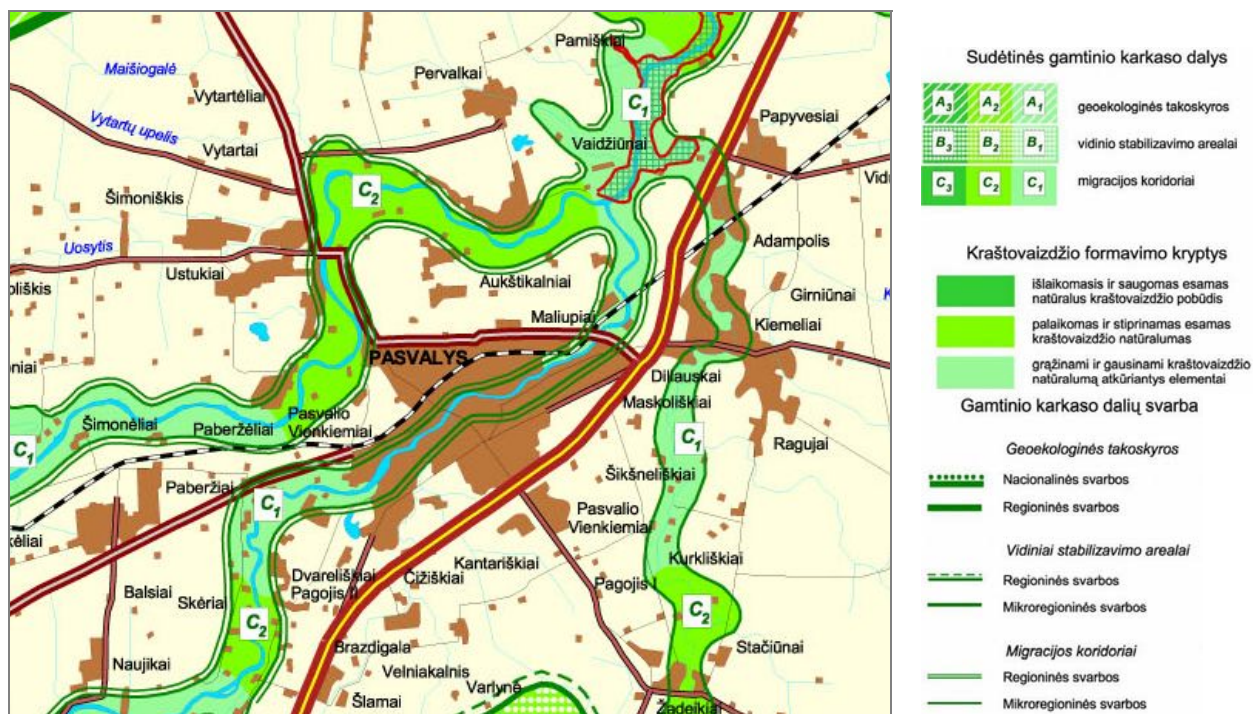 Pamiškiai
Maišiogalė
Pervalkai
Vytartėliai
C1
Papyvesiai
Vytartų upelis
Vaidžiūnai
Vytartai
C2
Šimoniškis
Adampolis
Uosytis
Ustukiai
Aukštikalniai
Girniūnai
Maliupiai
Kiemeliai
PASVALYS
Diliauskai
Maskoliškiai
Pasvalio
Vienkiemiai
Šimonėliai
Paberžėliai
C1
C1
Ragujai
Šikšneliškiai
Paberžiai
C1
Pasvalio
Vienkiemiai
Kurkliškiai
Kantariškiai
Dvareliškiai
Čižiškiai
Pagojis I
Balsiai
Pagojis II
Skėriai
C2
C2
Stačiūnai
Brazdigala
Naujikai
Velniakalnis
Varlynė
Šlamai
Žadeikiai
Sudėtinės gamtinio karkaso dalys
A3 A2 A1 geoekologinės takoskyros
B3 B2 B1 vidinio stabilizavimo arealai
C3 C2 C1 migracijos koridoriai
Kraštovaizdžio formavimo kryptys
išlaikomasis ir saugomas esamas
natūralus kraštovaizdžio pobūdis
palaikomas ir stiprinamas esamas
kraštovaizdžio natūralumas
grąžinami ir gausinami kraštovaizdžio
natūralumą atkūriantys elementai
Gamtinio karkaso dalių svarba
Geoekologinės takoskyros
Nacionalinės svarbos
Regioninės svarbos
Vidiniai stabilizavimo arealai
Regioninės svarbos
Mikroregioninės svarbos
Migracijos koridoriai
Regioninės svarbos
Mikroregioninės svarbos